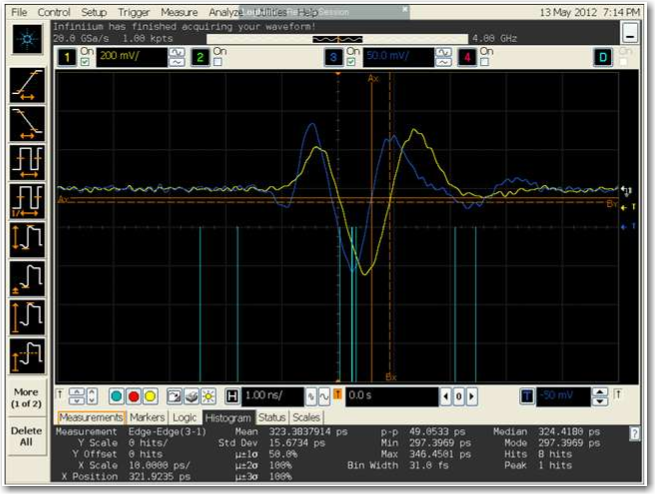 File Control Setup Trigger Measure Analyze Utilities Help Session 13 May 2012 7:14 PM
Infiniium has finished acquiring your waveform!
20.0 GSa/s 1.00 kpts 4.00 GHz
1 On 200 mV/ 2 On 3 On 50.0 mV/ 4 On D On
Ax
Ax Bx
T
T
1/
Bx
More
(1 of 2)
Delete
All
T H 1.00 ns/ T 0.0 s 0 T -50 mV T
Measurements Markers Logic Histogram Status Scales
Measurement Edge-Edge(3-1) Mean 323.3837914 ps p-p 49.0533 ps Median 324.4180 ps ?
Y Scale 0 hits/ Std Dev 15.6734 ps Min 297.3969 ps Mode 297.3969 ps
Y Offset 0 hits μ±1σ 50.0% Max 346.4501 ps Hits 8 hits
X Scale 10.0000 ps/ μ±2σ 100% Bin Width 31.0 fs Peak 1 hits
X Position 321.9235 ps μ±3σ 100%